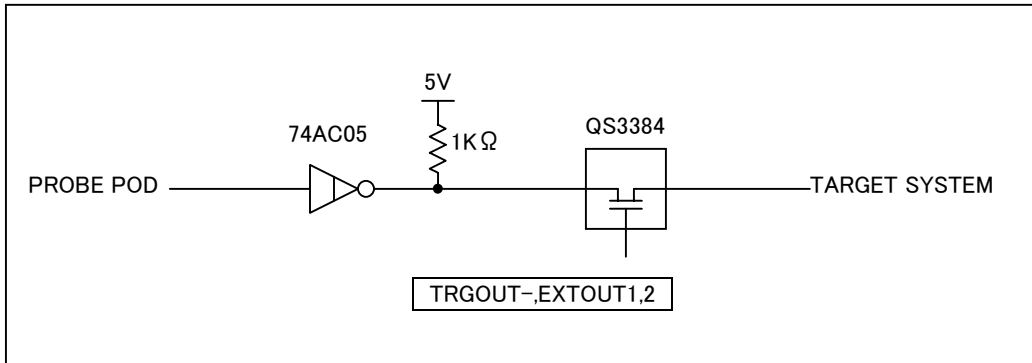 5V
74AC05
1KΩ
QS3384
PROBE POD
TARGET SYSTEM
TRGOUT-,EXTOUT1,2